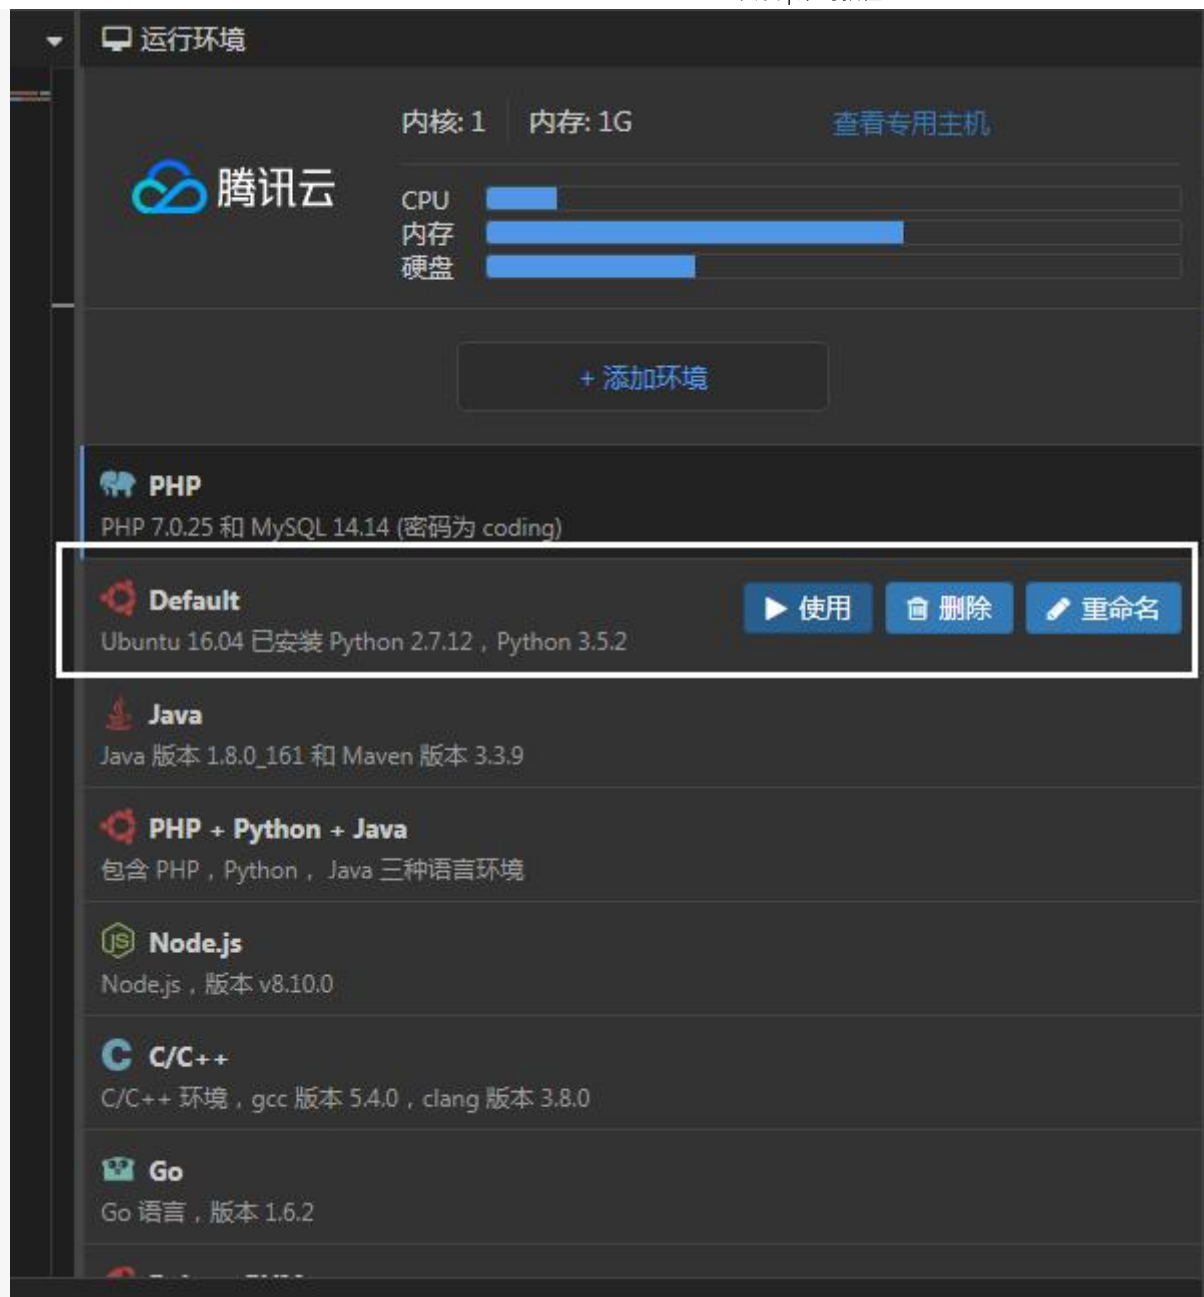 运行环境
内核: 1 内存: 1G 查看专用主机
腾讯云
CPU
内存
硬盘
+ 添加环境
PHP
PHP 7.0.25 和 MySQL 14.14 (密码为 coding)
Default
使用 删除 重命名
Ubuntu 16.04 已安装 Python 2.7.12，Python 3.5.2
Java
Java 版本 1.8.0_161 和 Maven 版本 3.3.9
PHP + Python + Java
包含 PHP，Python， Java 三种语言环境
JS Node.js
Node.js，版本 v8.10.0
C/C++
C/C++ 环境，gcc 版本 5.4.0，clang 版本 3.8.0
Go
Go 语言，版本 1.6.2